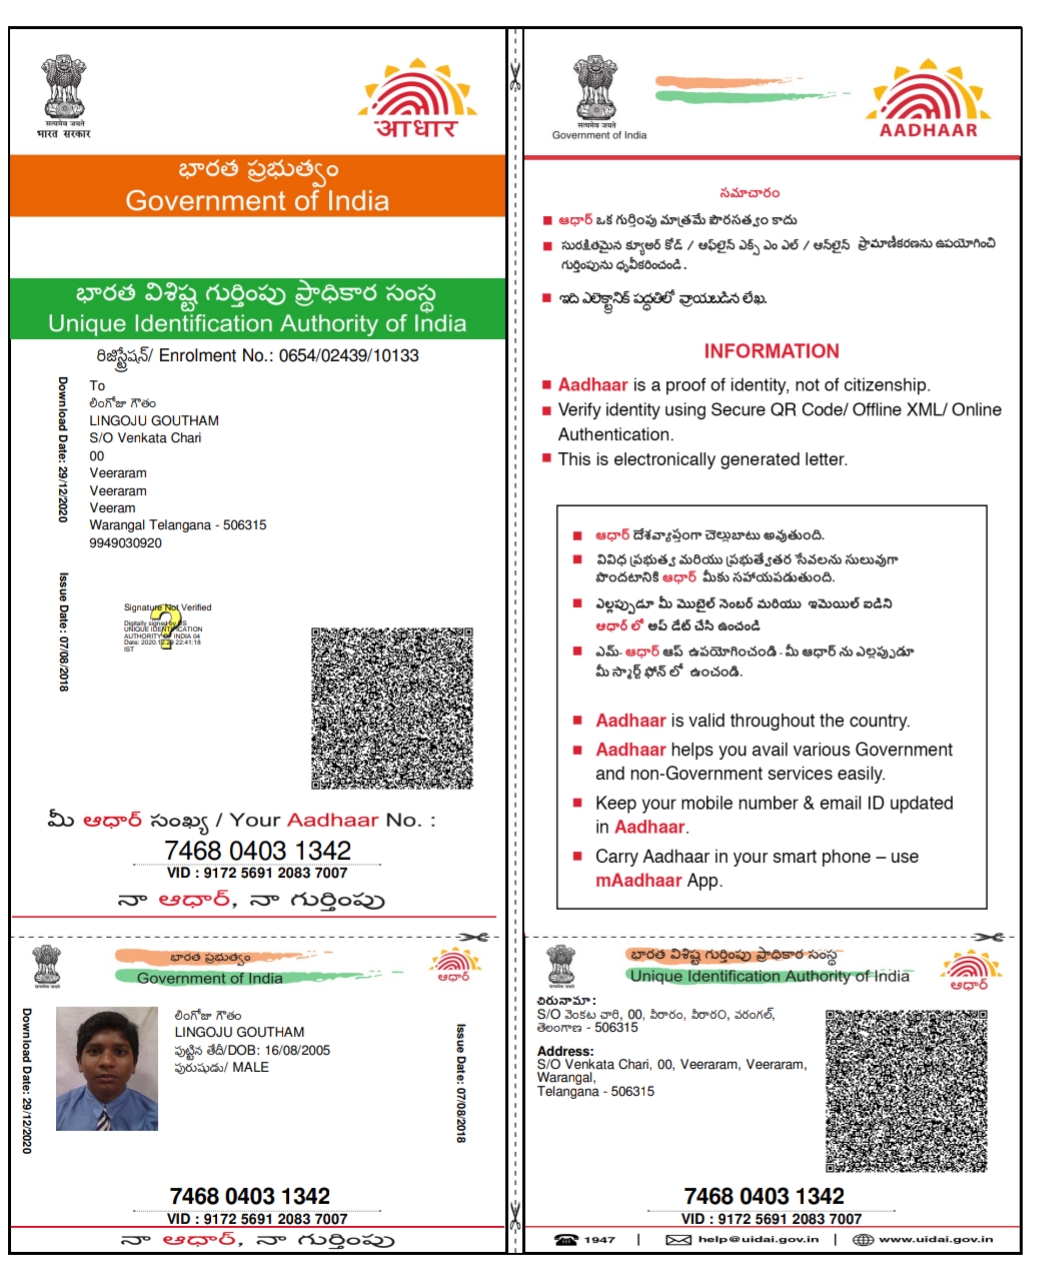 सत्यमेव जयते
भारत सरकार
आधार
భారత ప్రభుత్వం
Government of India
భారత విశిష్ట గుర్తింపు ప్రాధికార సంస్థ
Unique Identification Authority of India
రిజిస్ట్రేషన్/ Enrolment No.: 0654/02439/10133
Download Date: 29/12/2020
To
లింగోజు గౌతం
LINGOJU GOUTHAM
S/O Venkata Chari
00
Veeraram
Veeraram
Veeram
Warangal Telangana - 506315
9949030920
Issue Date: 07/08/2018
Signature Not Verified
Digitally signed by DS
UNIQUE IDENTIFICATION
AUTHORITY OF INDIA 04
IST
మీ ఆధార్ సంఖ్య / Your Aadhaar No. :
7468 0403 1342
VID : 9172 5691 2083 7007
నా ఆధార్, నా గుర్తింపు
सत्यमेव जयते
Government of India
AADHAAR
సమాచారం
ఆధార్ ఒక గుర్తింపు మాత్రమే పౌరసత్వం కాదు
సురక్షితమైన క్యూఆర్ కోడ్ / ఆఫ్‌లైన్ ఎక్స్ ఎం ఎల్ / ఆన్‌లైన్ ప్రామాణీకరణను ఉపయోగించి
గుర్తింపును ధృవీకరించండి.
ఇది ఎలెక్ట్రానిక్ పద్ధతిలో వ్రాయబడిన లేఖ.
INFORMATION
Aadhaar is a proof of identity, not of citizenship.
Verify identity using Secure QR Code/ Offline XML/ Online
Authentication.
This is electronically generated letter.
ఆధార్ దేశవ్యాప్తంగా చెల్లుబాటు అవుతుంది.
వివిధ ప్రభుత్వ మరియు ప్రభుత్వేతర సేవలను సులువుగా
పొందటానికి ఆధార్ మీకు సహాయపడుతుంది.
ఎల్లప్పుడూ మీ మొబైల్ నెంబర్ మరియు ఇమెయిల్ ఐడిని
ఆధార్ లో అప్ డేట్ చేసి ఉంచండి
ఎమ్- ఆధార్ ఆప్ ఉపయోగించండి - మీ ఆధార్ ను ఎల్లప్పుడూ
మీ స్మార్ట్ ఫోన్ లో ఉంచండి.
Aadhaar is valid throughout the country.
Aadhaar helps you avail various Government
and non-Government services easily.
Keep your mobile number & email ID updated
in Aadhaar.
Carry Aadhaar in your smart phone – use
mAadhaar App.
सत्यमेव जयते
భారత ప్రభుత్వం
Government of India
ఆధార్
Download Date: 29/12/2020
లింగోజు గౌతం
LINGOJU GOUTHAM
పుట్టిన తేదీ/DOB: 16/08/2005
పురుషుడు/ MALE
Issue Date: 07/08/2018
7468 0403 1342
VID : 9172 5691 2083 7007
నా ఆధార్, నా గుర్తింపు
सत्यमेव जयते
భారత విశిష్ట గుర్తింపు ప్రాధికార సంస్థ
Unique Identification Authority of India
ఆధార్
చిరునామా:
S/O వెంకట చారి, 00, వీరారం, వీరారం, వరంగల్,
తెలంగాణ - 506315
Address:
S/O Venkata Chari, 00, Veeraram, Veeraram,
Warangal,
Telangana - 506315
7468 0403 1342
VID : 9172 5691 2083 7007
1947 | help@uidai.gov.in | www.uidai.gov.in